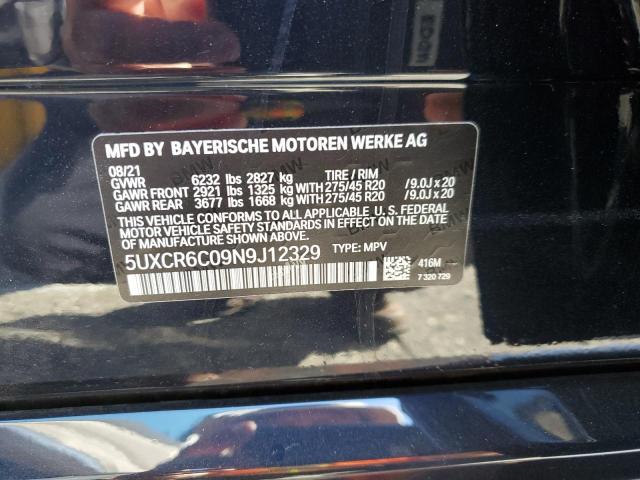 MFD BY BAYERISCHE MOTOREN WERKE AG
08/21
GVWR 6232 lbs 2827 kg TIRE / RIM
GAWR FRONT 2921 lbs 1325 kg WITH 275/45 R20 /9.0J x 20
GAWR REAR 3677 lbs 1668 kg WITH 275/45 R20 /9.0J x 20
THIS VEHICLE CONFORMS TO ALL APPLICABLE U. S. FEDERAL
MOTOR VEHICLE SAFETY STANDARDS IN EFFECT ON THE DATE OF
MANUFACTURE SHOWN ABOVE.
5UXCR6C09N9J12329 TYPE: MPV
416M
7 320 729